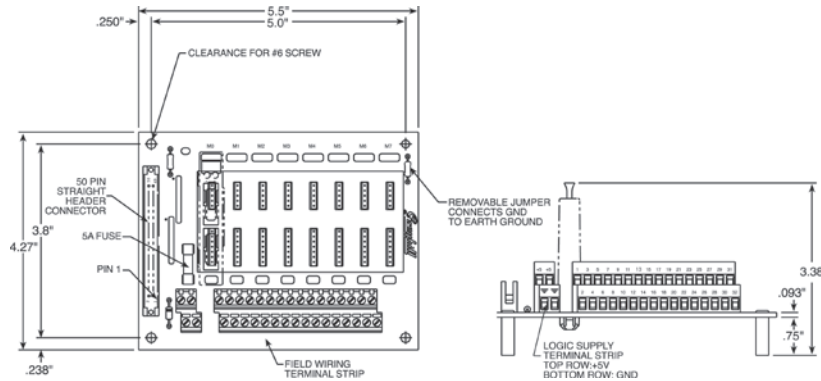 5.5"
.250"
5.0"
CLEARANCE FOR #6 SCREW
M0 M1 M2 M3 M4 M5 M6 M7
50 PIN
STRAIGHT
HEADER
CONNECTOR
3.8"
4.27"
5A FUSE
PIN 1
REMOVABLE JUMPER
CONNECTS GND
TO EARTH GROUND
.238"
FIELD WIRING
TERMINAL STRIP
3.38
.093"
.75"
LOGIC SUPPLY
TERMINAL STRIP
TOP ROW:+5V
BOTTOM ROW: GND